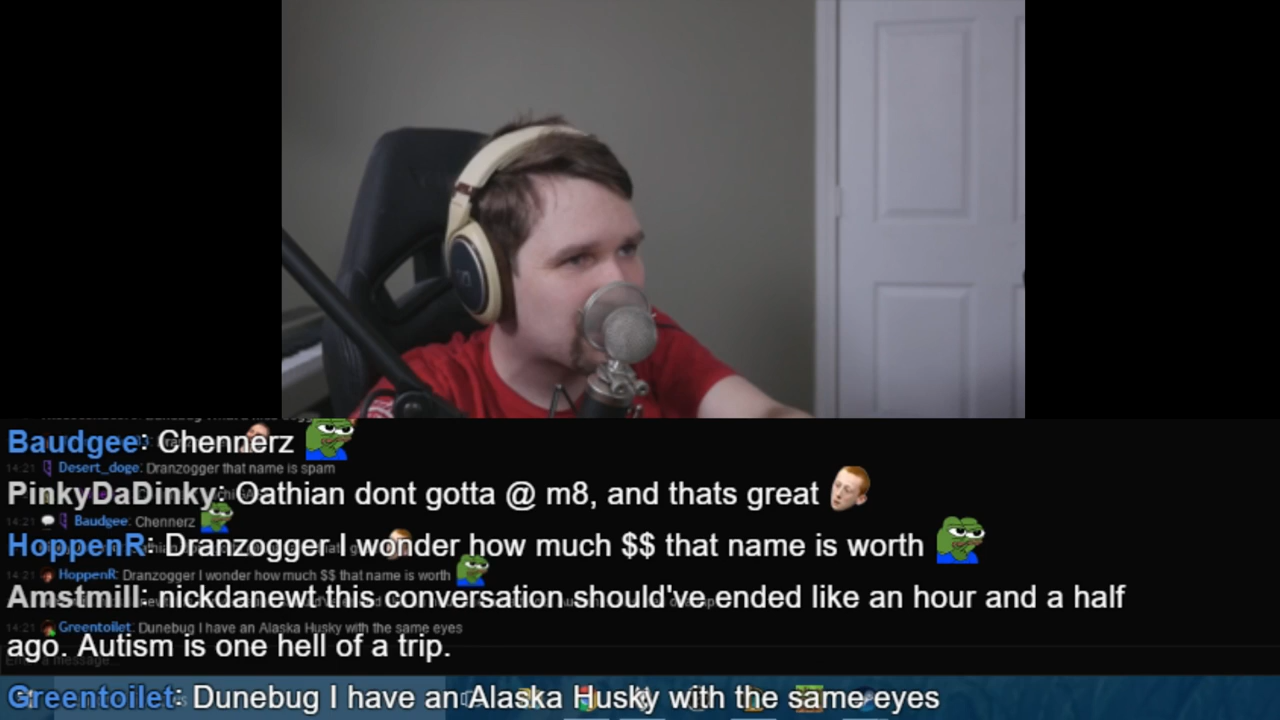 Baudgee: Chennerz
14:21 Desert_doge: Dranzogger that name is spam
PinkyDaDinky: Oathian dont gotta @ m8, and thats great
14:21 Baudgee: Chennerz
HoppenR: Dranzogger I wonder how much $$ that name is worth
14:21 HoppenR: Dranzogger I wonder how much $$ that name is worth
Amstmill: nickdanewt this conversation should've ended like an hour and a half
14:21 Greentoilet: Dunebug I have an Alaska Husky with the same eyes
ago. Autism is one hell of a trip.
Greentoilet: Dunebug I have an Alaska Husky with the same eyes